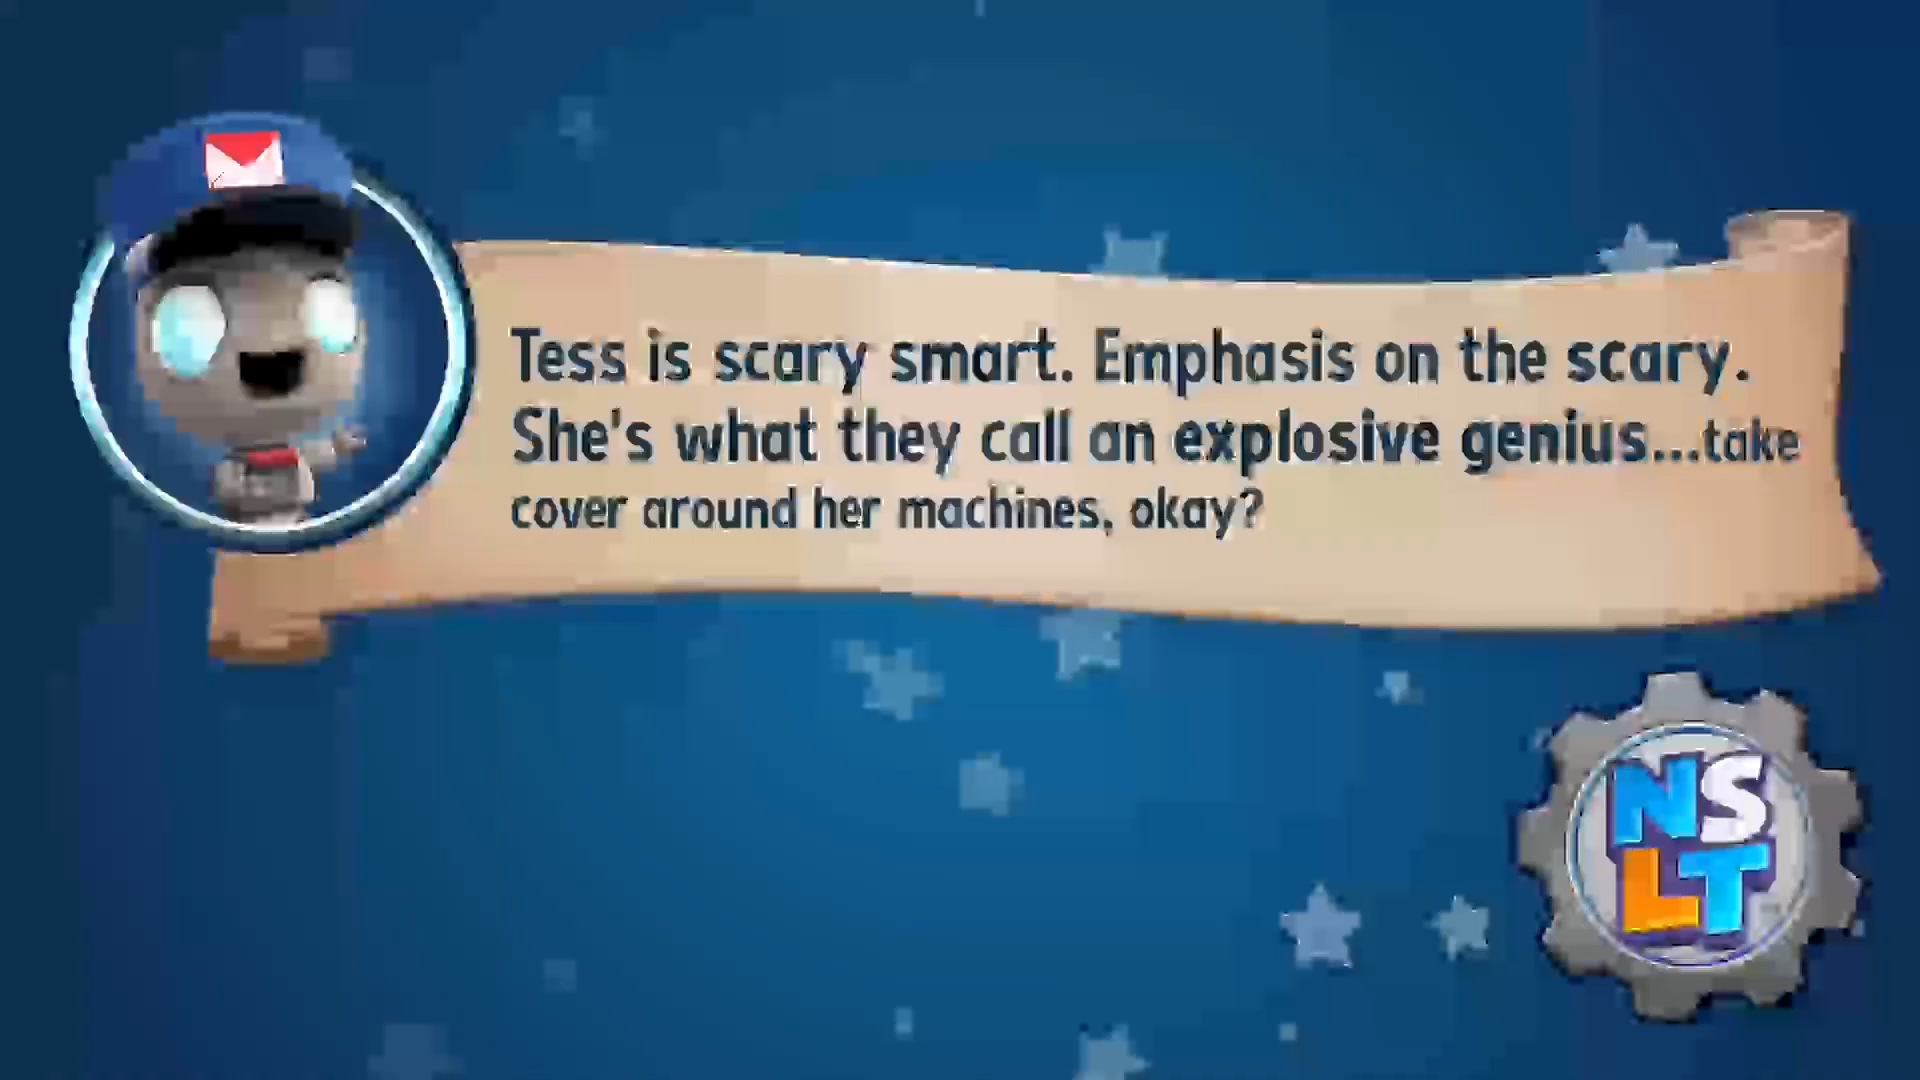 Tess is scary smart. Emphasis on the scary.
She's what they call an explosive genius...take
cover around her machines, okay?
NS
LT